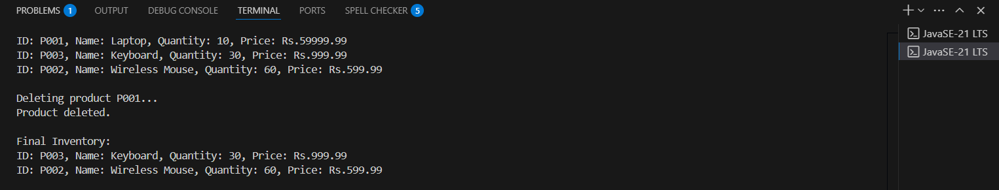 PROBLEMS 1 OUTPUT DEBUG CONSOLE TERMINAL PORTS SPELL CHECKER 5
ID: P001, Name: Laptop, Quantity: 10, Price: Rs.59999.99
ID: P003, Name: Keyboard, Quantity: 30, Price: Rs.999.99
ID: P002, Name: Wireless Mouse, Quantity: 60, Price: Rs.599.99
Deleting product P001...
Product deleted.
Final Inventory:
ID: P003, Name: Keyboard, Quantity: 30, Price: Rs.999.99
ID: P002, Name: Wireless Mouse, Quantity: 60, Price: Rs.599.99
JavaSE-21 LTS
JavaSE-21 LTS